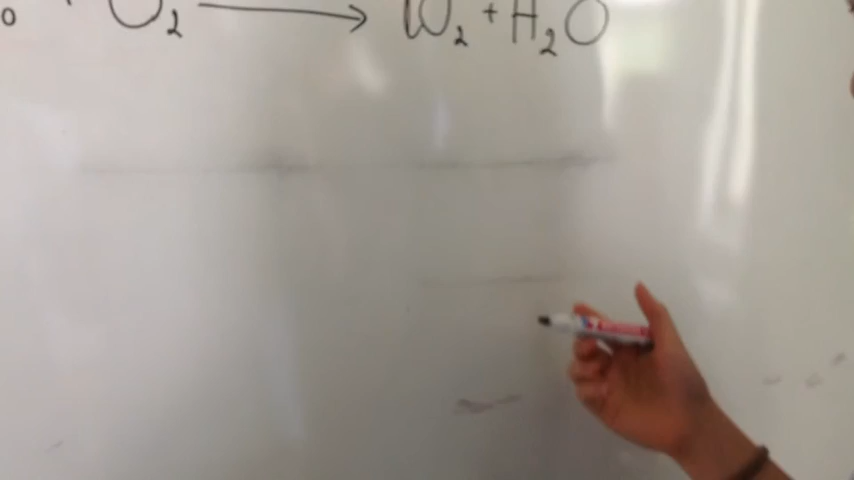 O₂ → CO₂ + H₂O